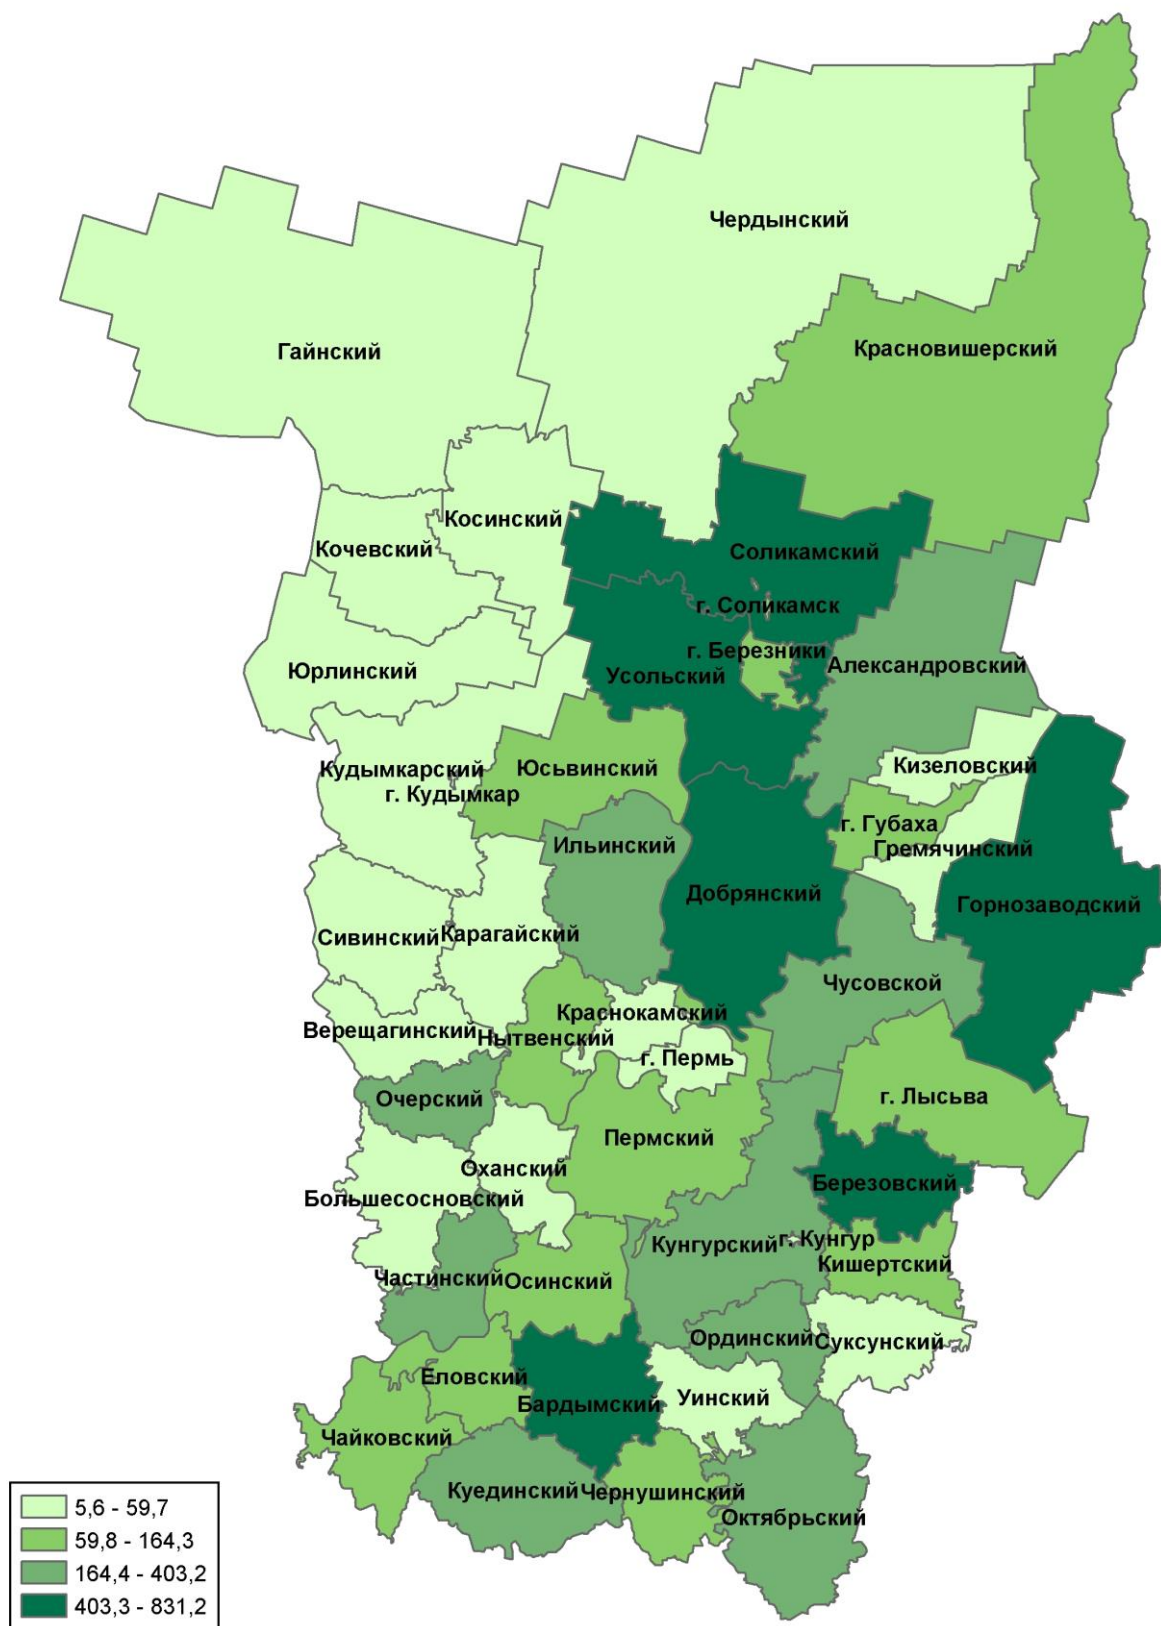 Чердынский
Красновишерский
Гайнский
Косинский
Кочевский
Соликамский
г. Соликамск
г. Березники
Александровский
Юрлинский
Усольский
Кудымкарский
Юсьвинский
Кизеловский
г. Кудымкар
г. Губаха
Ильинский
Гремячинский
Добрянский
Горнозаводский
Сивинский
Карагайский
Чусовской
Краснокамский
Верещагинский
Нытвенский
г. Пермь
Очерский
г. Лысьва
Пермский
Оханский
Березовский
Большесосновский
Кунгурский
г. Кунгур
Кишертский
Частинский
Осинский
Ординский
Суксунский
Еловский
Бардымский
Уинский
Чайковский
Куединский
Чернушинский
Октябрьский
5,6 - 59,7
59,8 - 164,3
164,4 - 403,2
403,3 - 831,2